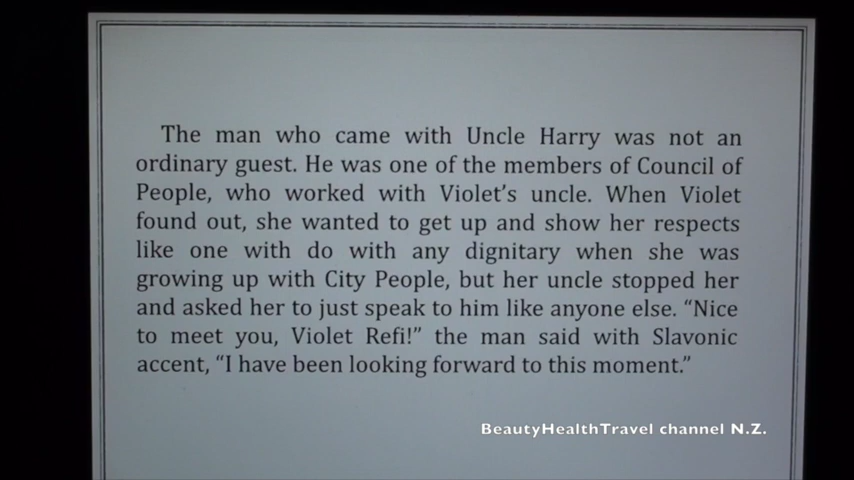 The man who came with Uncle Harry was not an
ordinary guest. He was one of the members of Council of
People, who worked with Violet's uncle. When Violet
found out, she wanted to get up and show her respects
like one with do with any dignitary when she was
growing up with City People, but her uncle stopped her
and asked her to just speak to him like anyone else. “Nice
to meet you, Violet Refi!” the man said with Slavonic
accent, “I have been looking forward to this moment.”
BeautyHealthTravel channel N.Z.